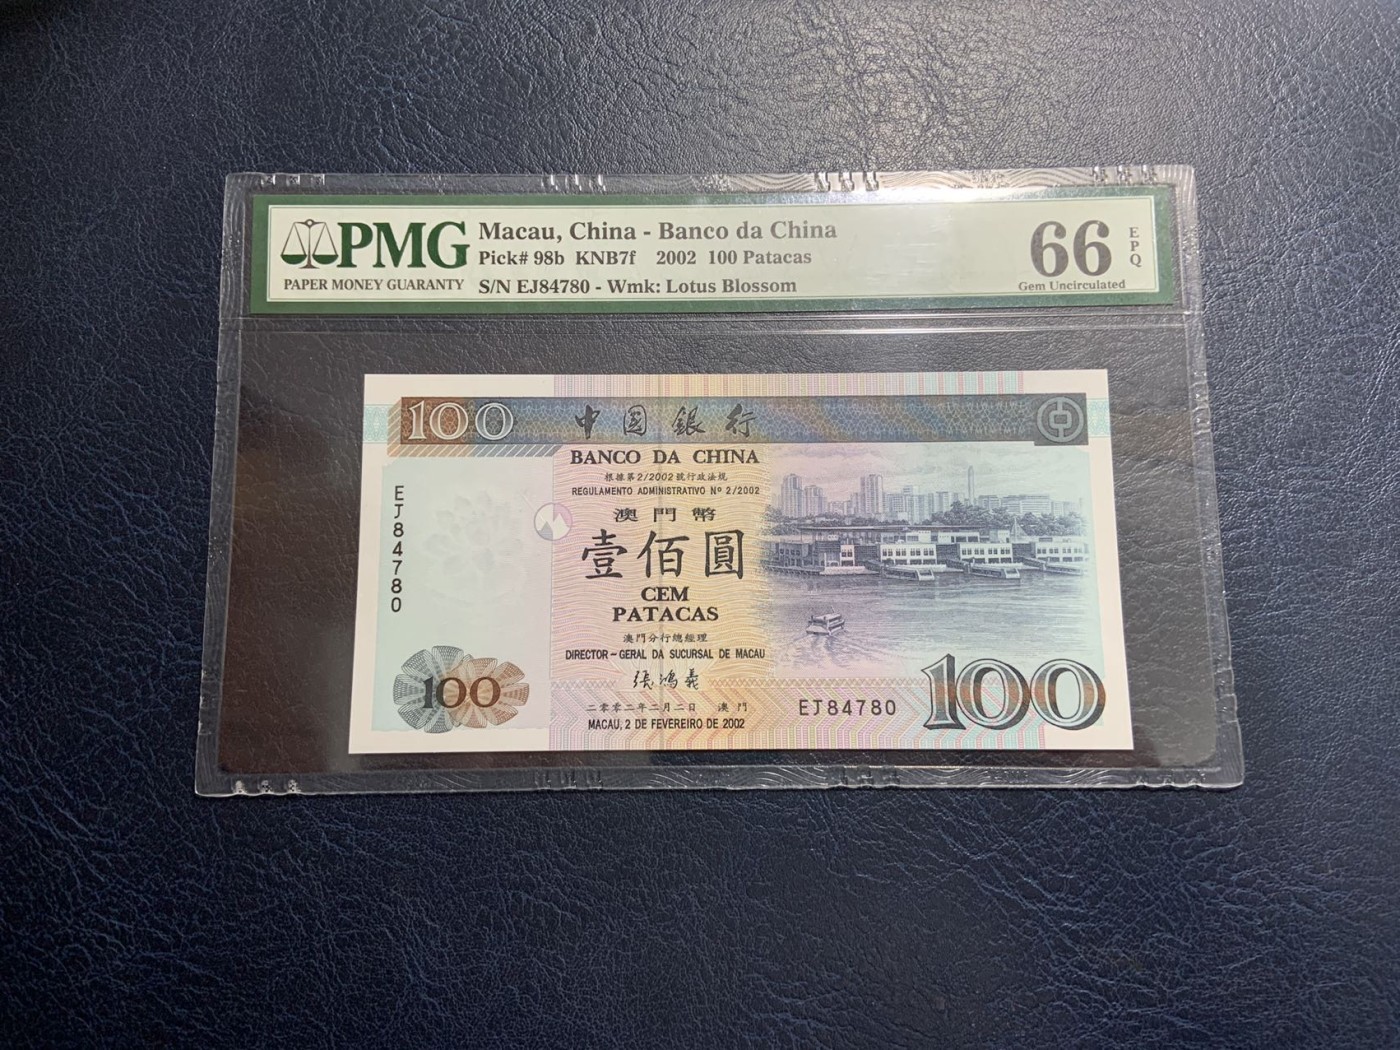 PMG
PAPER MONEY GUARANTY
Macau, China - Banco da China
Pick# 98b KNB7f 2002 100 Patacas
S/N EJ84780 - Wmk: Lotus Blossom
66
EPQ
Gem Uncirculated
100
中國銀行
BANCO DA CHINA
根據第2/2002號行政法規
REGULAMENTO ADMINISTRATIVO Nº 2/2002
EJ84780
澳門幣
壹佰圓
CEM
PATACAS
澳門分行總經理
DIRECTOR-GERAL DA SUCURSAL DE MACAU
張鴻義
100
二零零二年二月二日 澳門
MACAU, 2 DE FEVEREIRO DE 2002
EJ84780
100